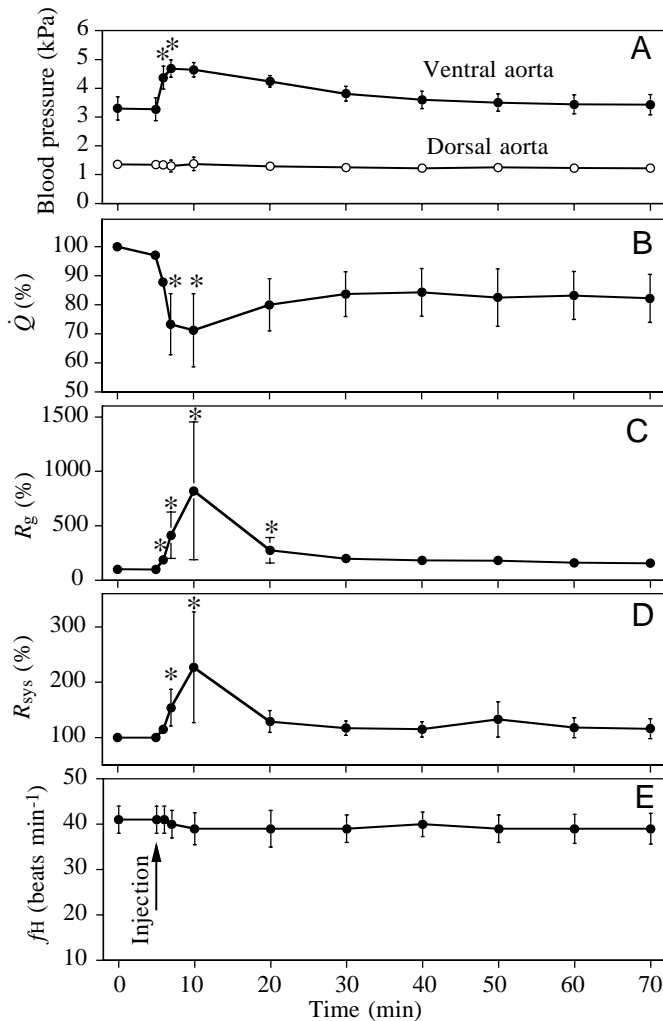 A
Blood pressure (kPa)
6
5
4
3
2
1
0
* *
Ventral aorta
Dorsal aorta
B
Q̇ (%)
100
90
80
70
60
50
* *
C
Rg (%)
1500
1000
500
0
* * * *
D
Rsys (%)
300
200
100
* *
E
fH (beats min-1)
50
40
30
20
10
Injection
0 10 20 30 40 50 60 70
Time (min)